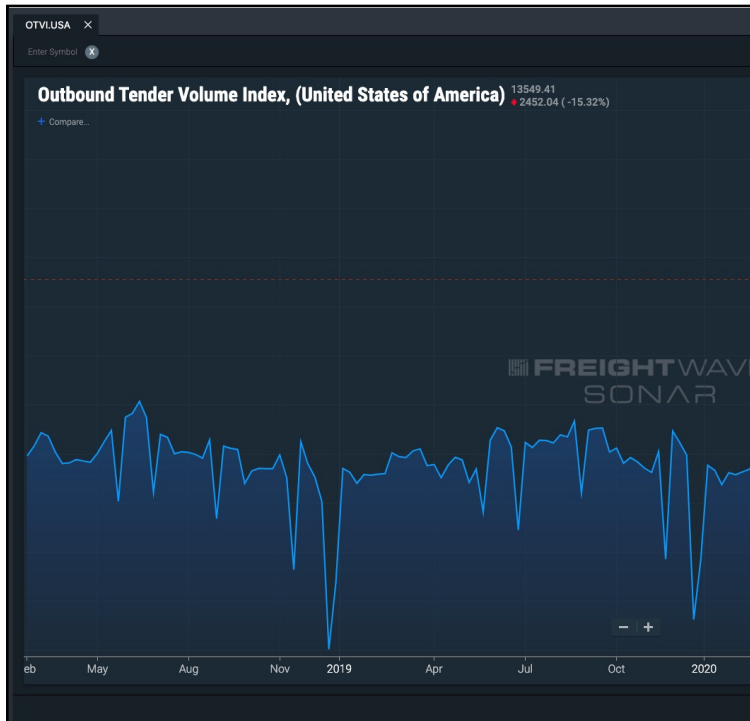 OTVI.USA ×
Enter Symbol X
Outbound Tender Volume Index, (United States of America) 13549.41
2452.04 ( -15.32%)
+ Compare...
FREIGHTWAV
SONAR
− +
eb May Aug Nov 2019 Apr Jul Oct 2020